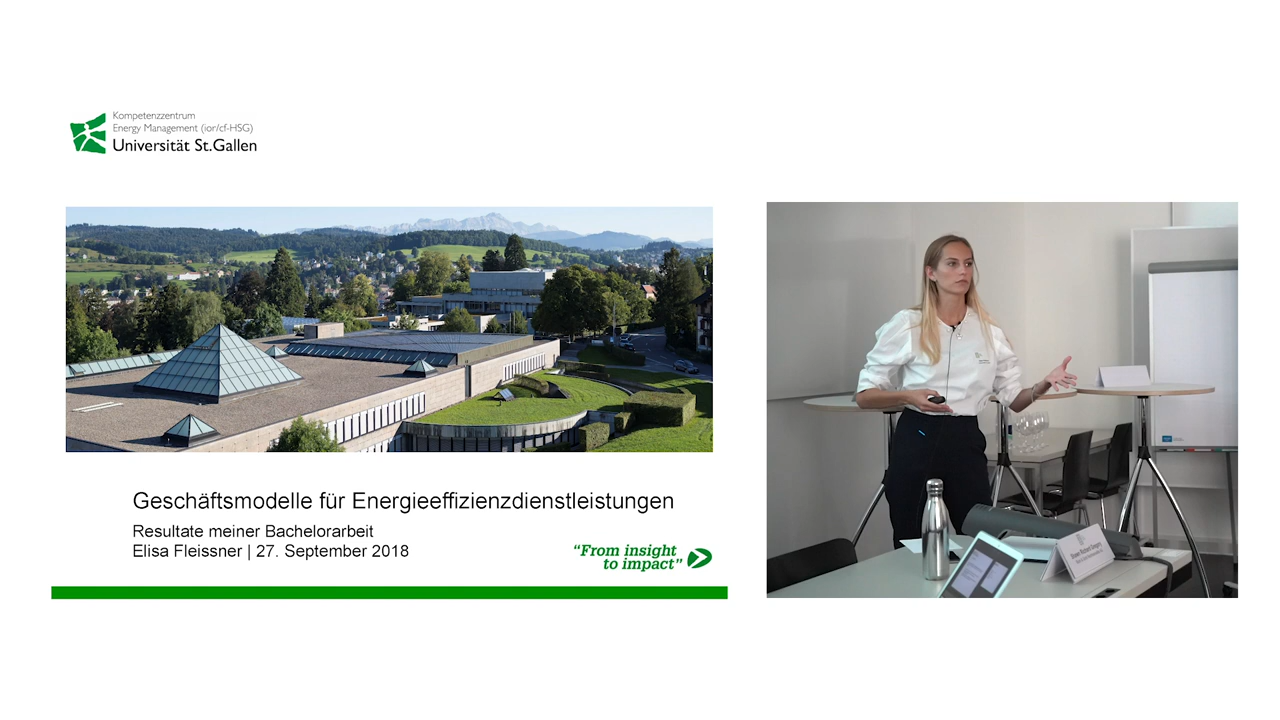 Kompetenzzentrum
Energy Management (ior/cf-HSG)
Universität St.Gallen
Geschäftsmodelle für Energieeffizienzdienstleistungen
Resultate meiner Bachelorarbeit
Elisa Fleissner | 27. September 2018
“From insight
to impact”